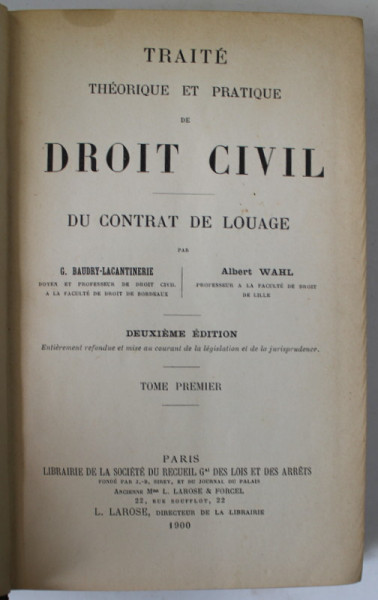 TRAITÉ
THÉORIQUE ET PRATIQUE
DE
DROIT CIVIL
DU CONTRAT DE LOUAGE
PAR
G. BAUDRY-LACANTINERIE
DOYEN ET PROFESSEUR DE DROIT CIVIL
A LA FACULTÉ DE DROIT DE BORDEAUX
Albert WAHL
PROFESSEUR A LA FACULTÉ DE DROIT
DE LILLE
DEUXIÈME ÉDITION
Entièrement refondue et mise au courant de la législation et de la jurisprudence.
TOME PREMIER
PARIS
LIBRAIRIE DE LA SOCIÉTÉ DU RECUEIL Gal DES LOIS ET DES ARRÊTS
FONDÉ PAR J.-B. SIREY, ET DU JOURNAL DU PALAIS
Ancienne Mon L. LAROSE & FORCEL
22, RUE SOUFFLOT, 22
L. LAROSE, DIRECTEUR DE LA LIBRAIRIE
1900